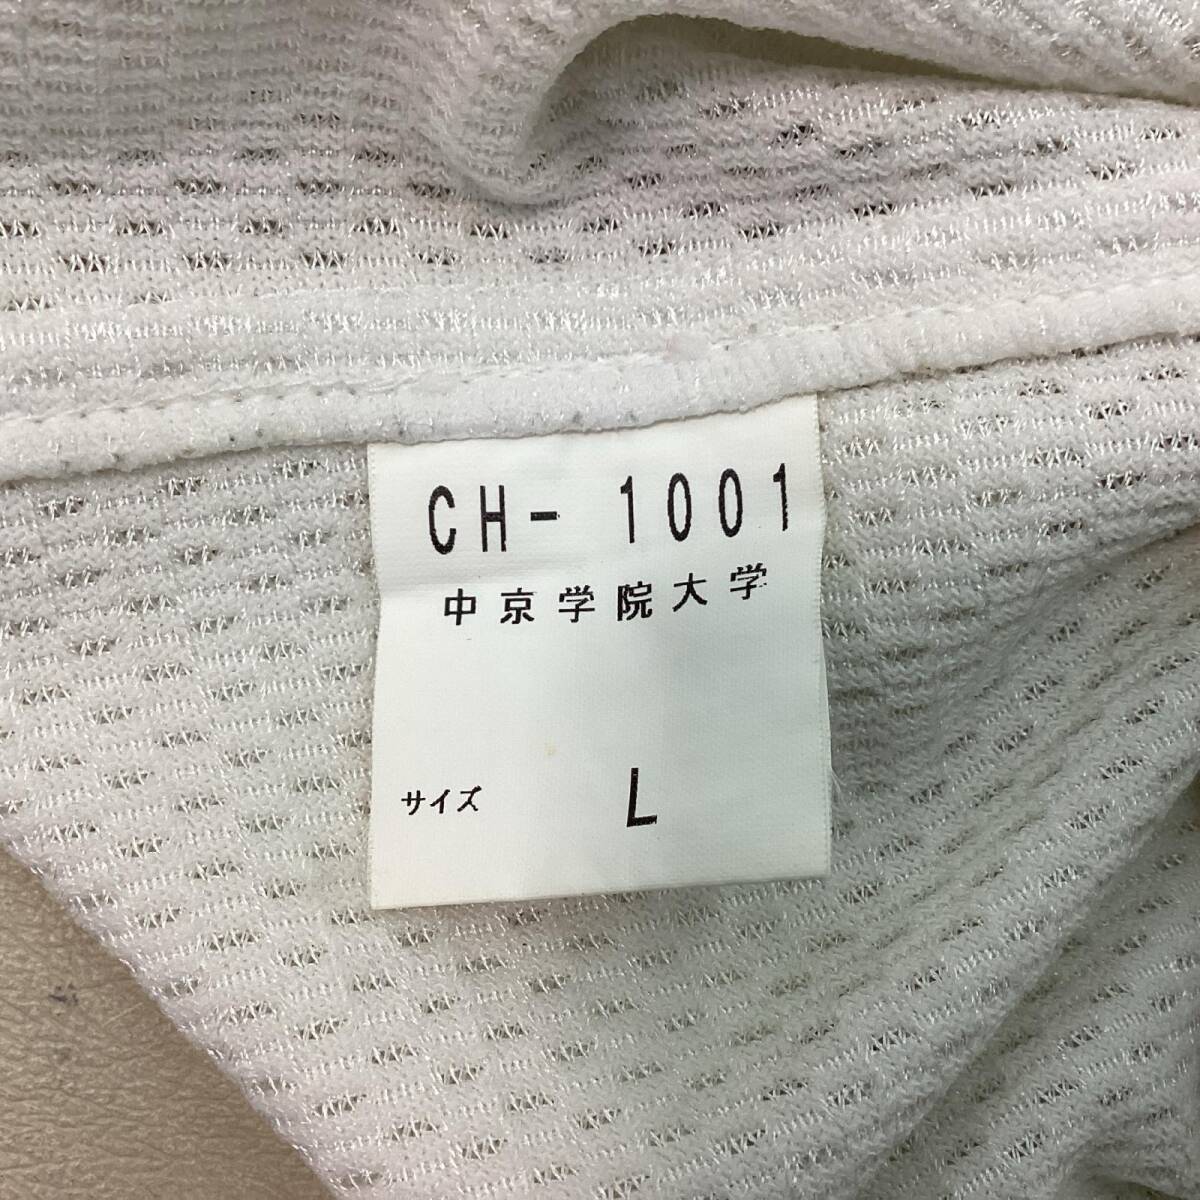 CH- 1001
中京学院大学
サイズ L